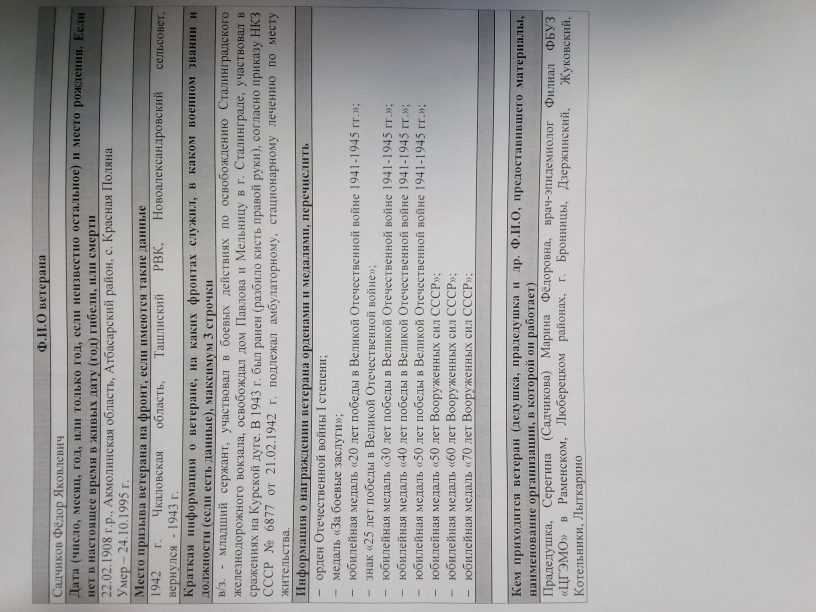 Ф.И.О ветерана
Садчиков Фёдор Яковлевич
Дата (число, месяц, год, или только год, если неизвестно остальное) и место рождения. Если
нет в настоящее время в живых дату (год) гибели, или смерти
22.02.1908 г.р., Акмолинская область, Атбасарский район, с. Красная Поляна
Умер – 24.10.1995 г.
Место призыва ветерана на фронт, если имеются такие данные
1942 г. Чкаловская область, Ташлиский РВК, Новоалександровский сельсовет,
вернулся - 1943 г.
Краткая информация о ветеране, на каких фронтах служил, в каком военном звании и
должности (если есть данные), максимум 3 строчки
в/з. - младший сержант, участвовал в боевых действиях по освобождению Сталинградского
железнодорожного вокзала, освобождал дом Павлова и Мельницу в г. Сталинграде, участвовал в
сражениях на Курской дуге. В 1943 г. был ранен (разбило кисть правой руки), согласно приказу НКЗ
СССР № 6877 от 21.02.1942 г. подлежал амбулаторному, стационарному лечению по месту
жительства.
Информация о награждении ветерана орденами и медалями, перечислить
– орден Отечественной войны I степени;
– медаль «За боевые заслуги»;
– юбилейная медаль «20 лет победы в Великой Отечественной войне 1941-1945 гг.»;
– знак «25 лет победы в Великой Отечественной войне»;
– юбилейная медаль «30 лет победы в Великой Отечественной войне 1941-1945 гг.»;
– юбилейная медаль «40 лет победы в Великой Отечественной войне 1941-1945 гг.»;
– юбилейная медаль «50 лет победы в Великой Отечественной войне 1941-1945 гг.»;
– юбилейная медаль «50 лет Вооруженных сил СССР»;
– юбилейная медаль «60 лет Вооруженных сил СССР»;
– юбилейная медаль «70 лет Вооруженных сил СССР»;
Кем приходится ветеран (дедушка, прадедушка и др. Ф.И.О, предоставившего материалы,
наименование организации, в которой он работает)
Прадедушка, Серегина (Садчикова) Марина Фёдоровна, врач-эпидемиолог Филиал ФБУЗ
«ЦГЭМО» в Раменском, Люберецком районах, г. Бронницы, Дзержинский, Жуковский,
Котельники, Лыткарино